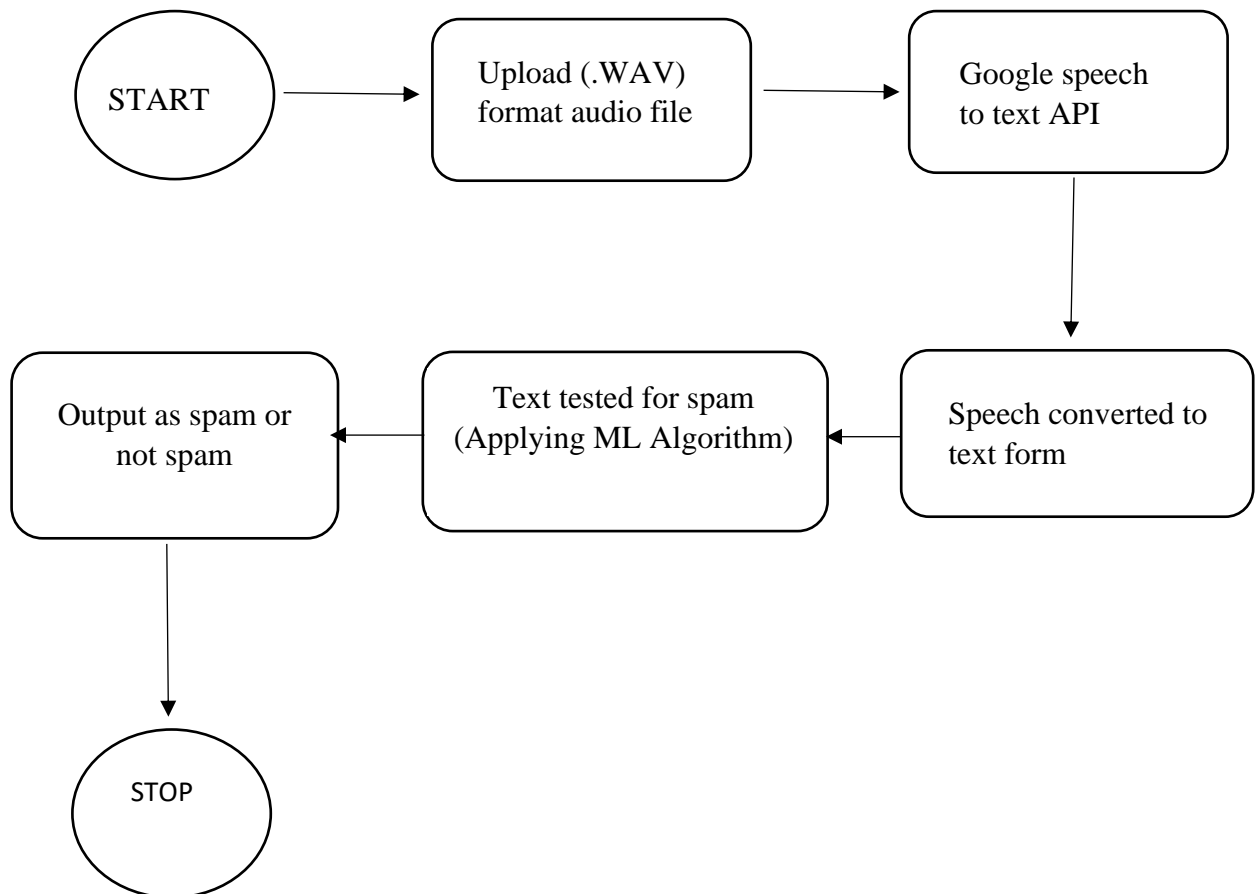 START
Upload (.WAV)
format audio file
Google speech
to text API
Speech converted to
text form
Text tested for spam
(Applying ML Algorithm)
Output as spam or
not spam
STOP